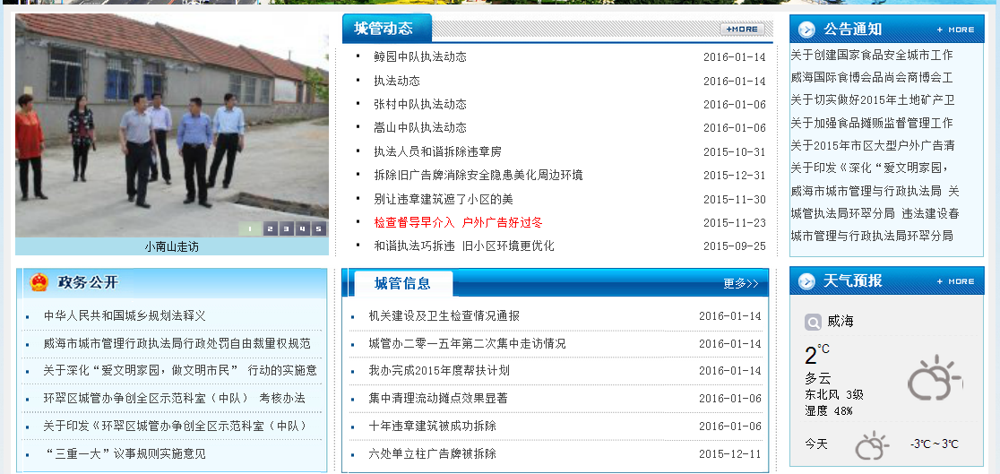 1 2 3 4 5
小南山走访
城管动态
+MORE
鲸园中队执法动态 2016-01-14
执法动态 2016-01-14
张村中队执法动态 2016-01-06
嵩山中队执法动态 2016-01-06
执法人员和谐拆除违章房 2015-10-31
拆除旧广告牌消除安全隐患美化周边环境 2015-12-31
别让违章建筑遮了小区的美 2015-11-30
检查督导早介入 户外广告好过冬 2015-11-23
和谐执法巧拆违 旧小区环境更优化 2015-09-25
公告通知
+ MORE
关于创建国家食品安全城市工作
威海国际食博会品尚会商博会工
关于切实做好2015年土地矿产卫
关于加强食品摊贩监督管理工作
关于2015年市区大型户外广告清
关于印发《深化“爱文明家园,
威海市城市管理与行政执法局 关
城管执法局环翠分局 违法建设春
城市管理与行政执法局环翠分局
政务公开
中华人民共和国城乡规划法释义
威海市城市管理行政执法局行政处罚自由裁量权规范
关于深化“爱文明家园,做文明市民” 行动的实施意
环翠区城管办争创全区示范科室(中队) 考核办法
关于印发《环翠区城管办争创全区示范科室(中队)
“三重一大”议事规则实施意见
城管信息
更多>>
机关建设及卫生检查情况通报 2016-01-14
城管办二零一五年第二次集中走访情况 2016-01-14
我办完成2015年度帮扶计划 2016-01-14
集中清理流动摊点效果显著 2016-01-06
十年违章建筑被成功拆除 2016-01-06
六处单立柱广告牌被拆除 2015-12-11
天气预报
+ MORE
威海
2℃
多云
东北风 3级
湿度 48%
今天 -3℃~3℃